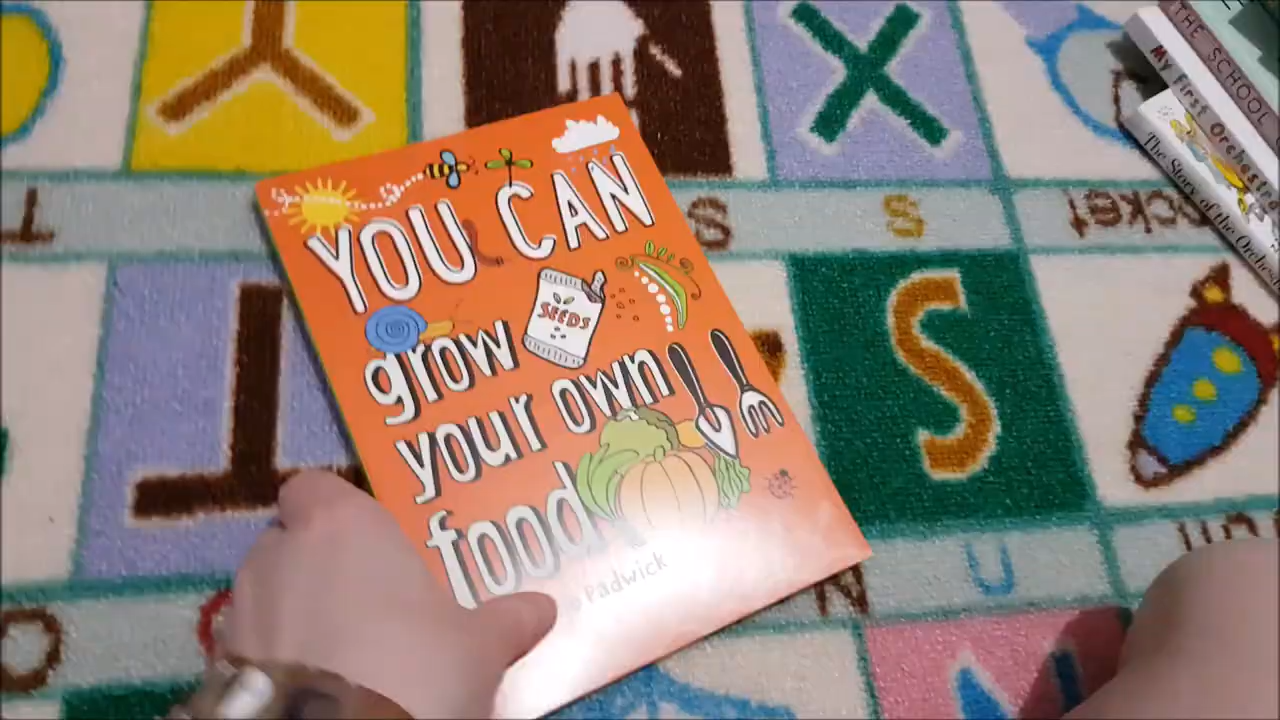 YOU CAN
SEEDS
grow
your own
food
Padwick
THE SCHOOL
My First Orchestra
The Story of the Orchestra
Y
X
T
S
s
S